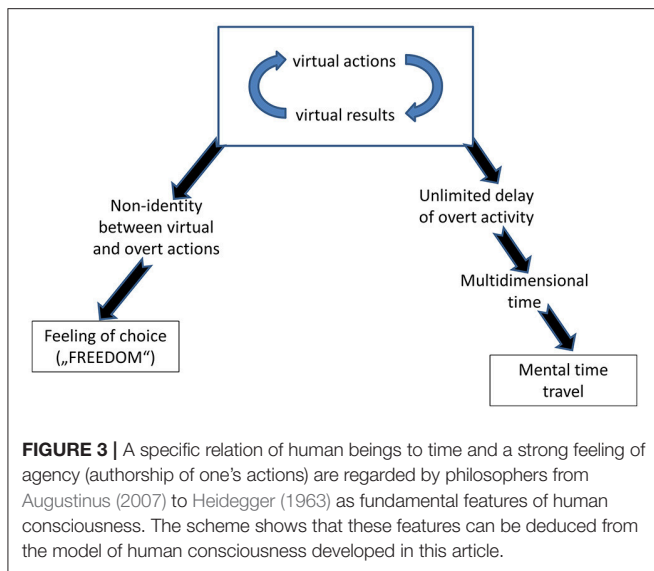 virtual actions
virtual results
Non-identity
between virtual
and overt actions
Feeling of choice
(„FREEDOM“)
Unlimited delay
of overt activity
Multidimensional
time
Mental time
travel
FIGURE 3 | A specific relation of human beings to time and a strong feeling of
agency (authorship of one’s actions) are regarded by philosophers from
Augustinus (2007) to Heidegger (1963) as fundamental features of human
consciousness. The scheme shows that these features can be deduced from
the model of human consciousness developed in this article.